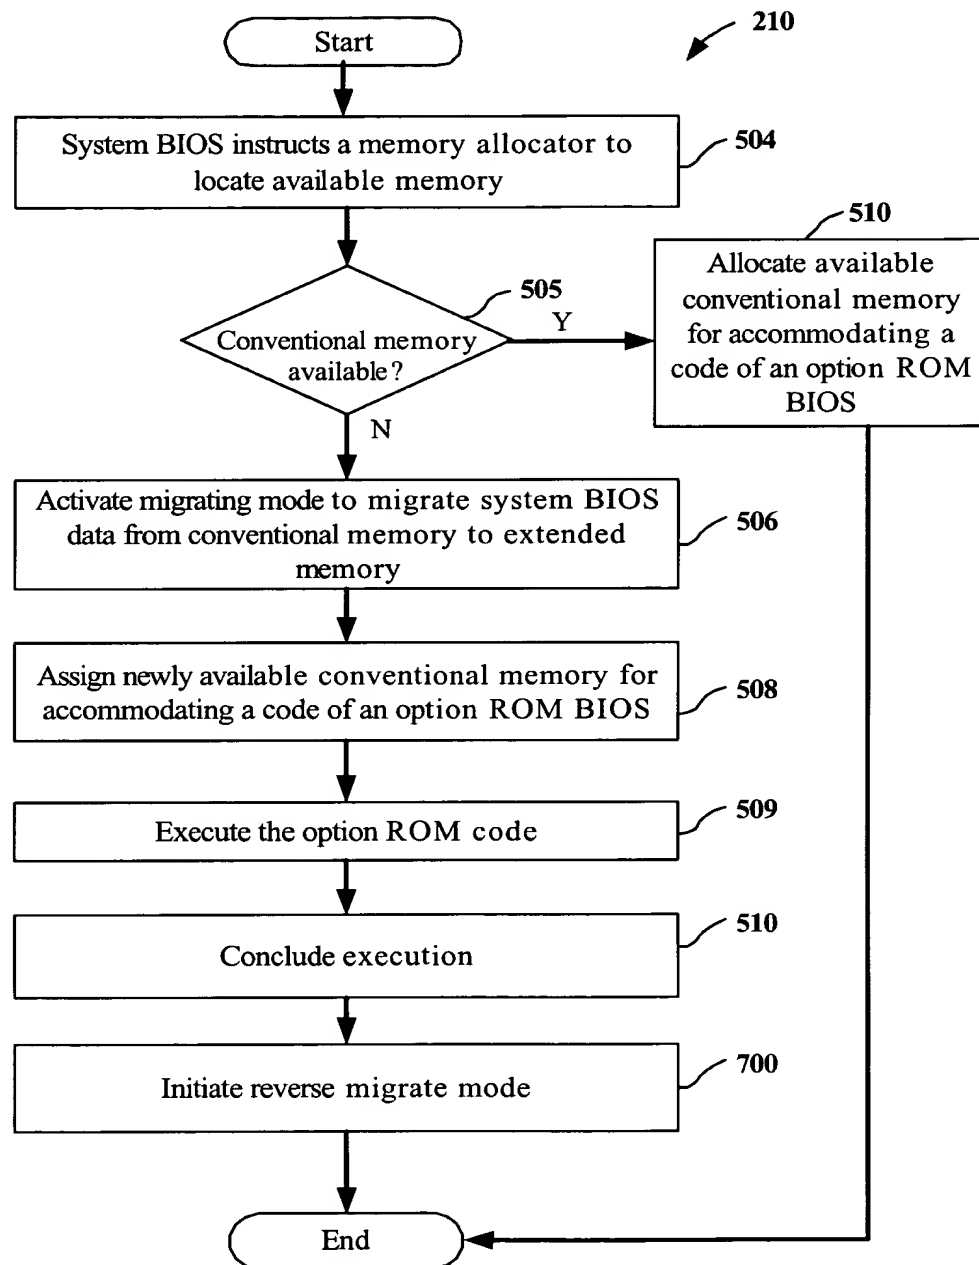 Start
210
System BIOS instructs a memory allocator to
locate available memory
504
510
Allocate available
conventional memory
for accommodating a
code of an option ROM
BIOS
505
Conventional memory
available?
Y
N
Activate migrating mode to migrate system BIOS
data from conventional memory to extended
memory
506
Assign newly available conventional memory for
accommodating a code of an option ROM BIOS
508
Execute the option ROM code
509
Conclude execution
510
Initiate reverse migrate mode
700
End